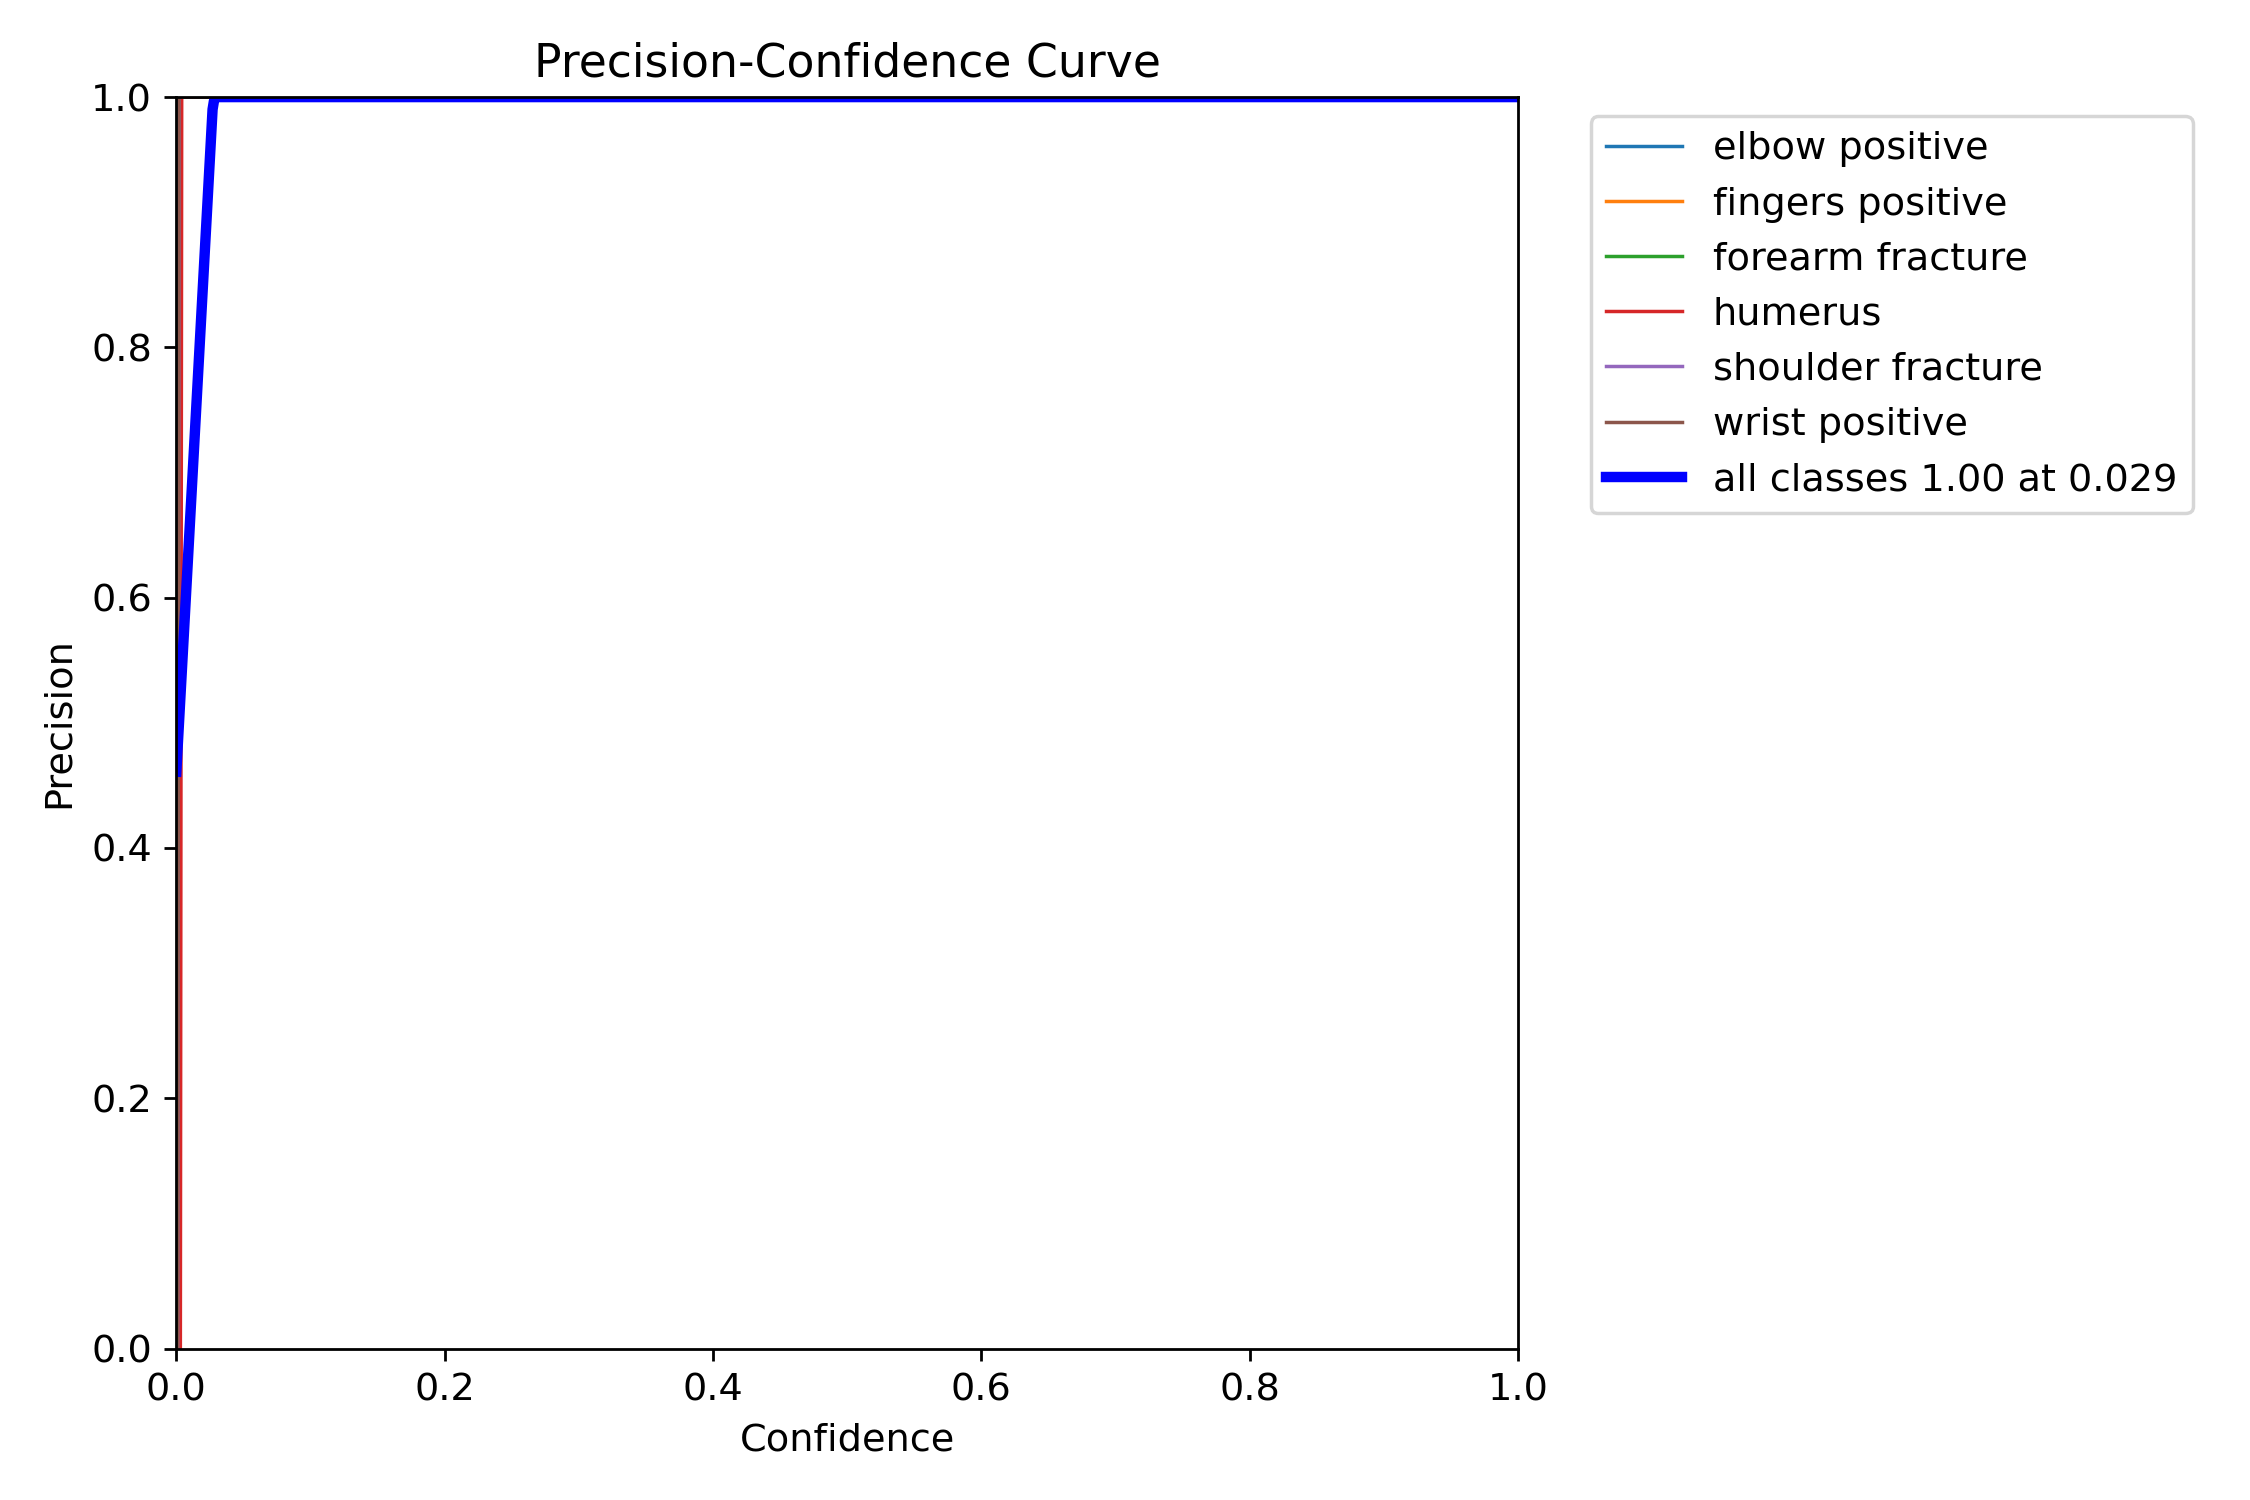 Precision-Confidence Curve
1.0
0.8
0.6
0.4
0.2
0.0
Precision
0.0 0.2 0.4 0.6 0.8 1.0
Confidence
elbow positive
fingers positive
forearm fracture
humerus
shoulder fracture
wrist positive
all classes 1.00 at 0.029